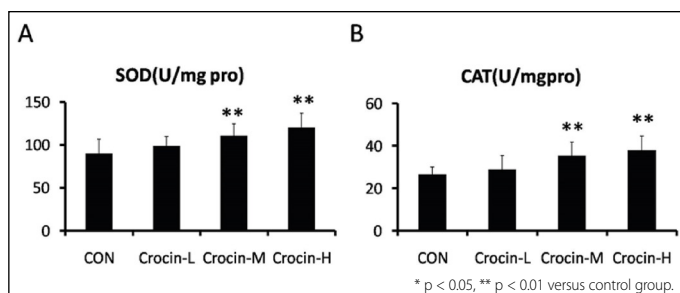 A
SOD(U/mg pro)
150
100
50
0
** **
CON Crocin-L Crocin-M Crocin-H
B
CAT(U/mgpro)
60
40
20
0
** **
CON Crocin-L Crocin-M Crocin-H
* p < 0.05, ** p < 0.01 versus control group.